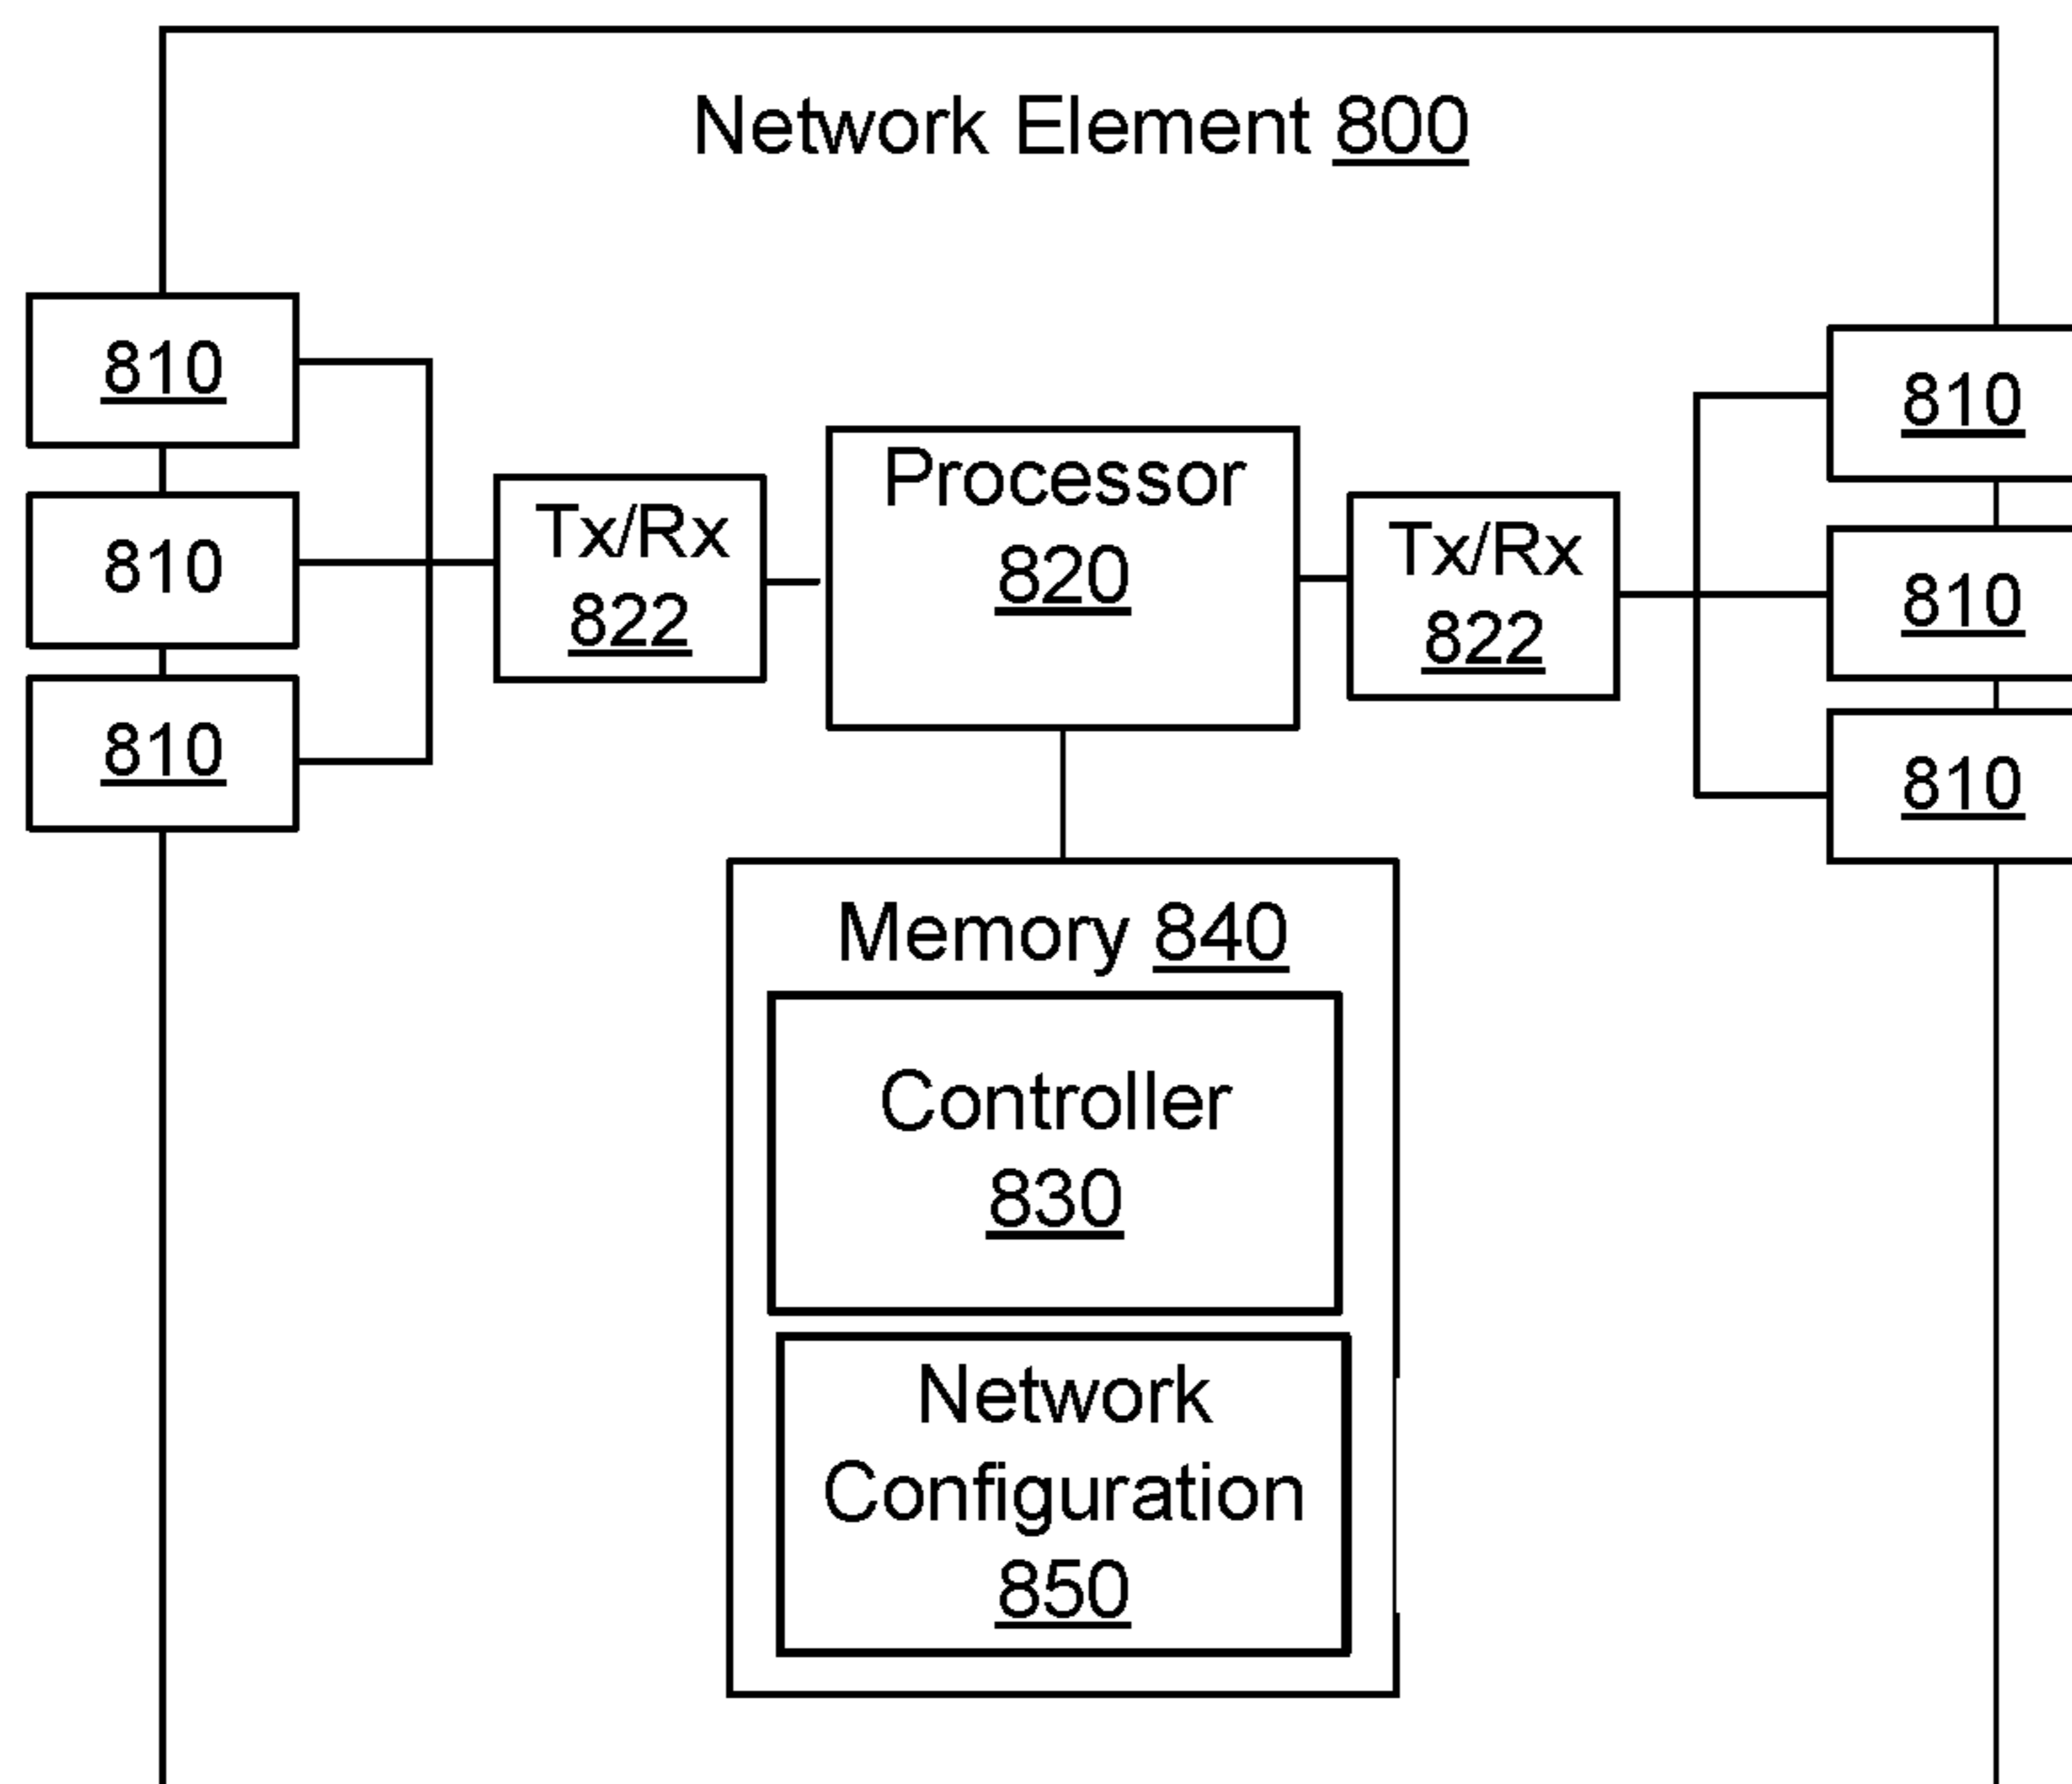 Network Element 800
810
810
810
Tx/Rx
822
Processor
820
Tx/Rx
822
810
810
810
Memory 840
Controller
830
Network
Configuration
850